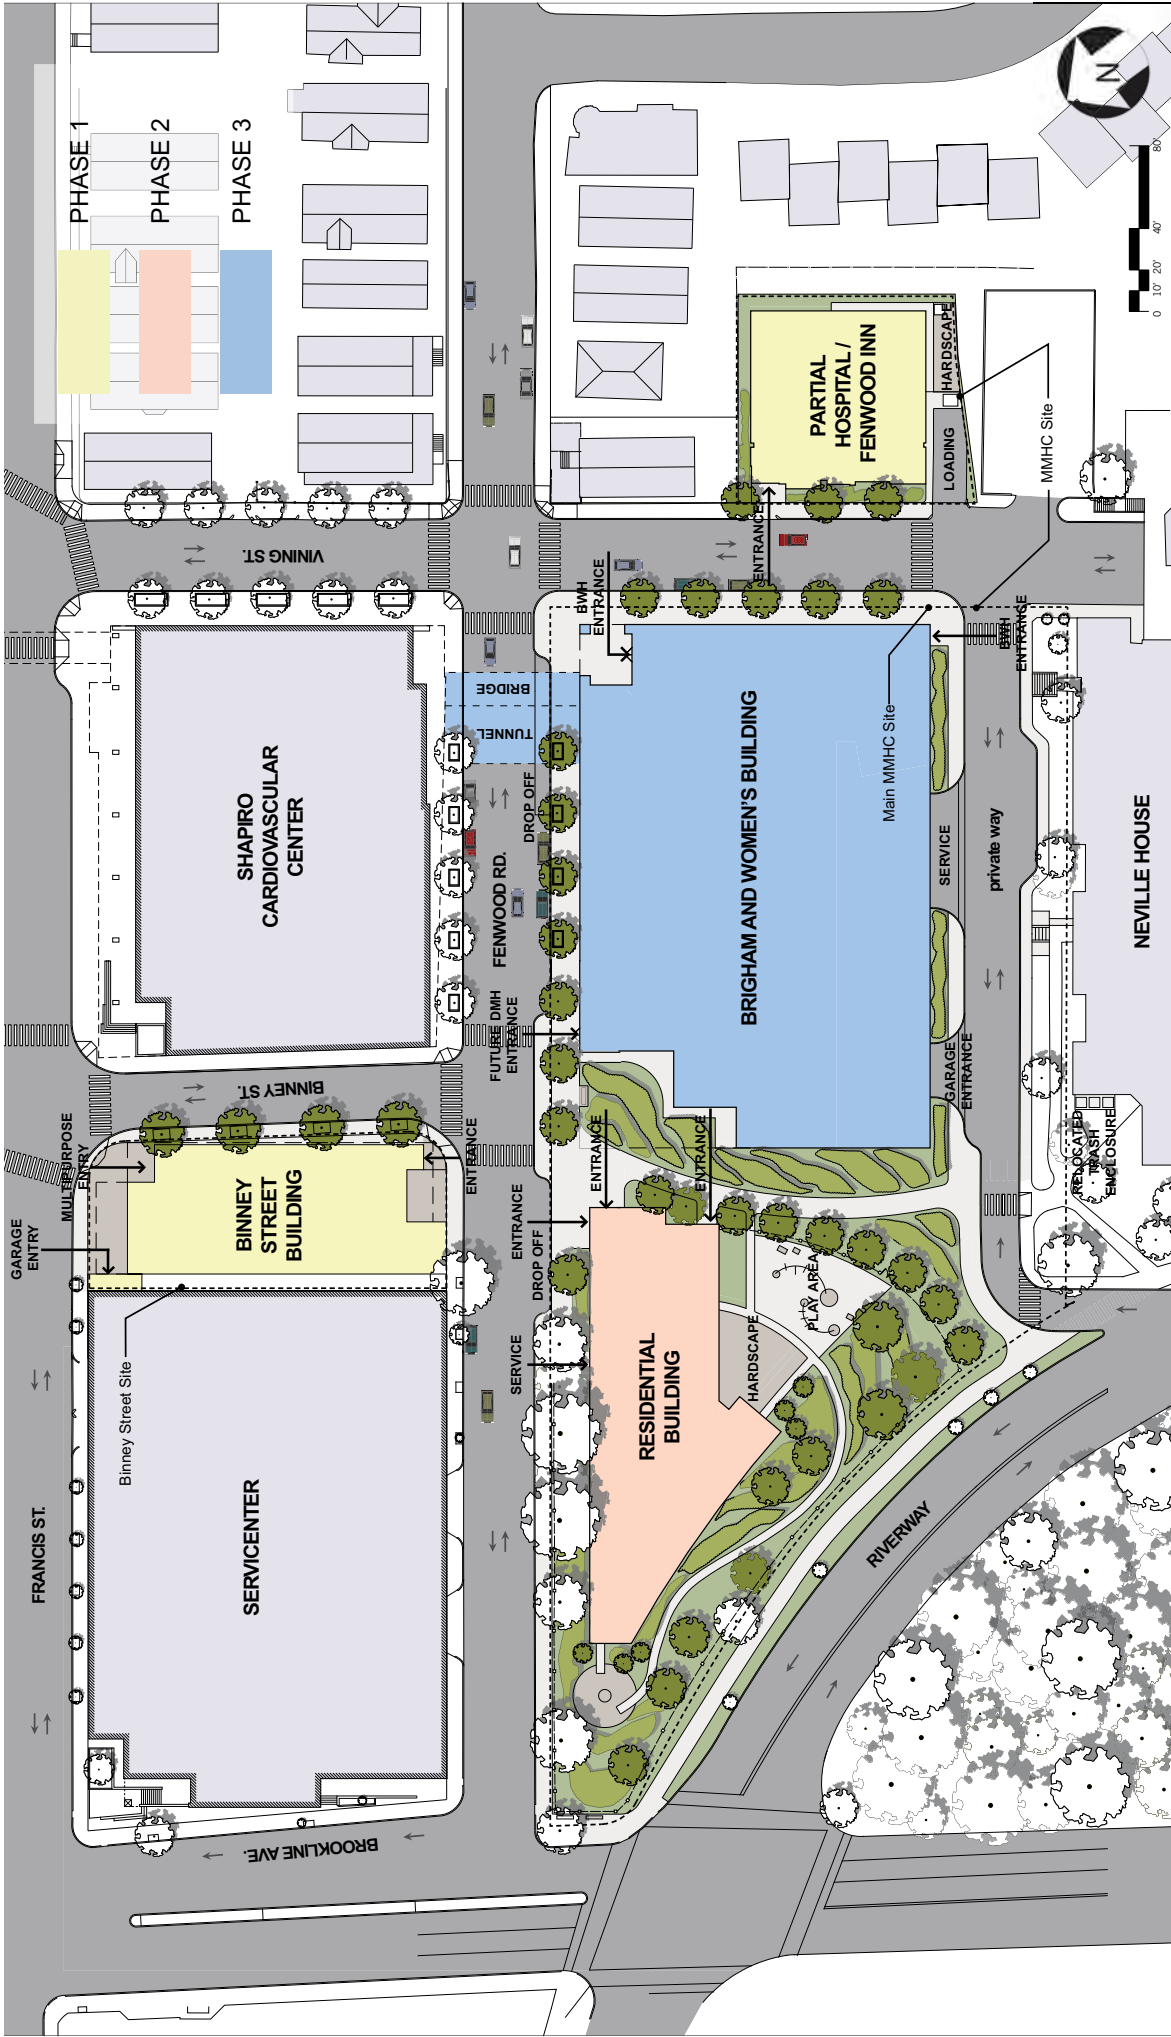 PHASE 1
PHASE 2
PHASE 3
N
0 10' 20' 40' 80'
VINING ST.
PARTIAL
HOSPITAL /
FENWOOD INN
HARDSCAPE
LOADING
ENTRANCE
MMHC Site
BWH
ENTRANCE
BWH
ENTRANCE
SHAPIRO
CARDIOVASCULAR
CENTER
BRIDGE
TUNNEL
DROP OFF
FENWOOD RD.
BRIGHAM AND WOMEN'S BUILDING
Main MMHC Site
SERVICE
private way
NEVILLE HOUSE
FUTURE DMH
ENTRANCE
BINNEY ST.
GARAGE
ENTRANCE
RELOCATED
TRASH
ENCLOSURE
MULTIPURPOSE
ENTRY
GARAGE
ENTRY
BINNEY
STREET
BUILDING
ENTRANCE
ENTRANCE
ENTRANCE
ENTRANCE
DROP OFF
SERVICE
PLAY AREA
HARDSCAPE
RESIDENTIAL
BUILDING
Binney Street Site
FRANCIS ST.
SERVICENTER
RIVERWAY
BROOKLINE AVE.